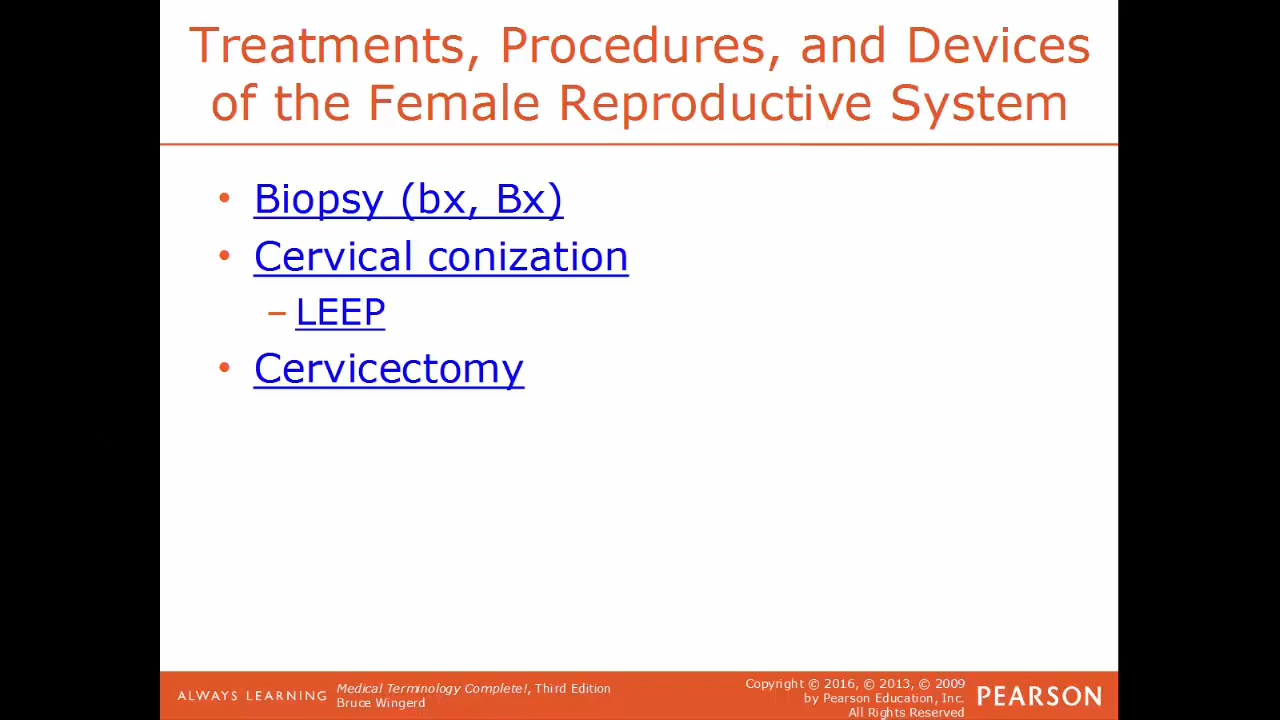 Treatments, Procedures, and Devices
of the Female Reproductive System
• Biopsy (bx, Bx)
• Cervical conization
– LEEP
• Cervicectomy
ALWAYS LEARNING
Medical Terminology Complete!, Third Edition
Bruce Wingerd
Copyright © 2016, © 2013, © 2009
by Pearson Education, Inc.
All Rights Reserved
PEARSON